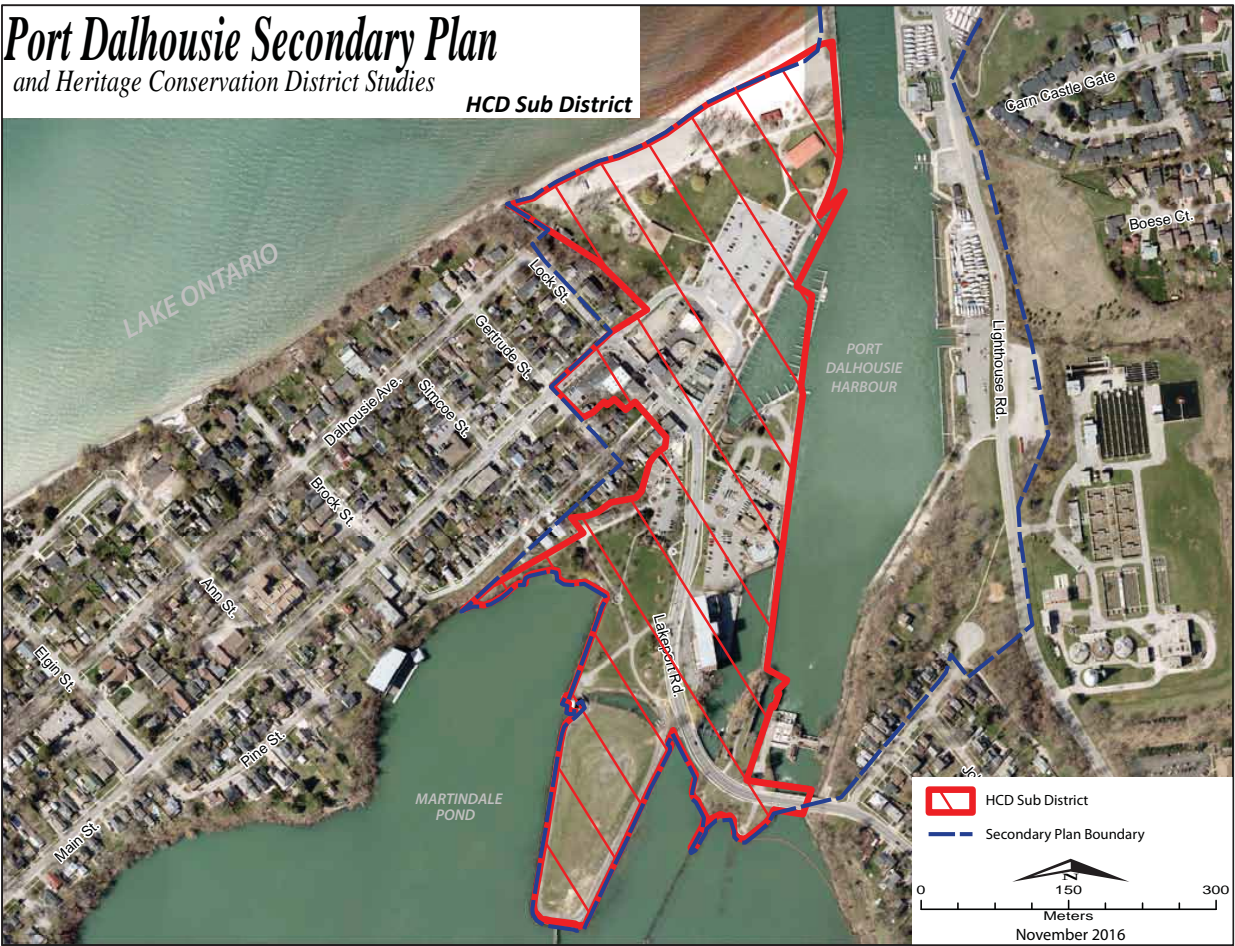 Port Dalhousie Secondary Plan
and Heritage Conservation District Studies
HCD Sub District
Carn Castle Gate
Boese Ct.
LAKE ONTARIO
Lock St.
Gertrude St.
Simcoe St.
Dalhousie Ave.
Brock St.
Ann St.
Elgin St.
Pine St.
Main St.
PORT
DALHOUSIE
HARBOUR
Lighthouse Rd.
Lakeport Rd.
MARTINDALE
POND
HCD Sub District
Secondary Plan Boundary
N
0 150 300
Meters
November 2016